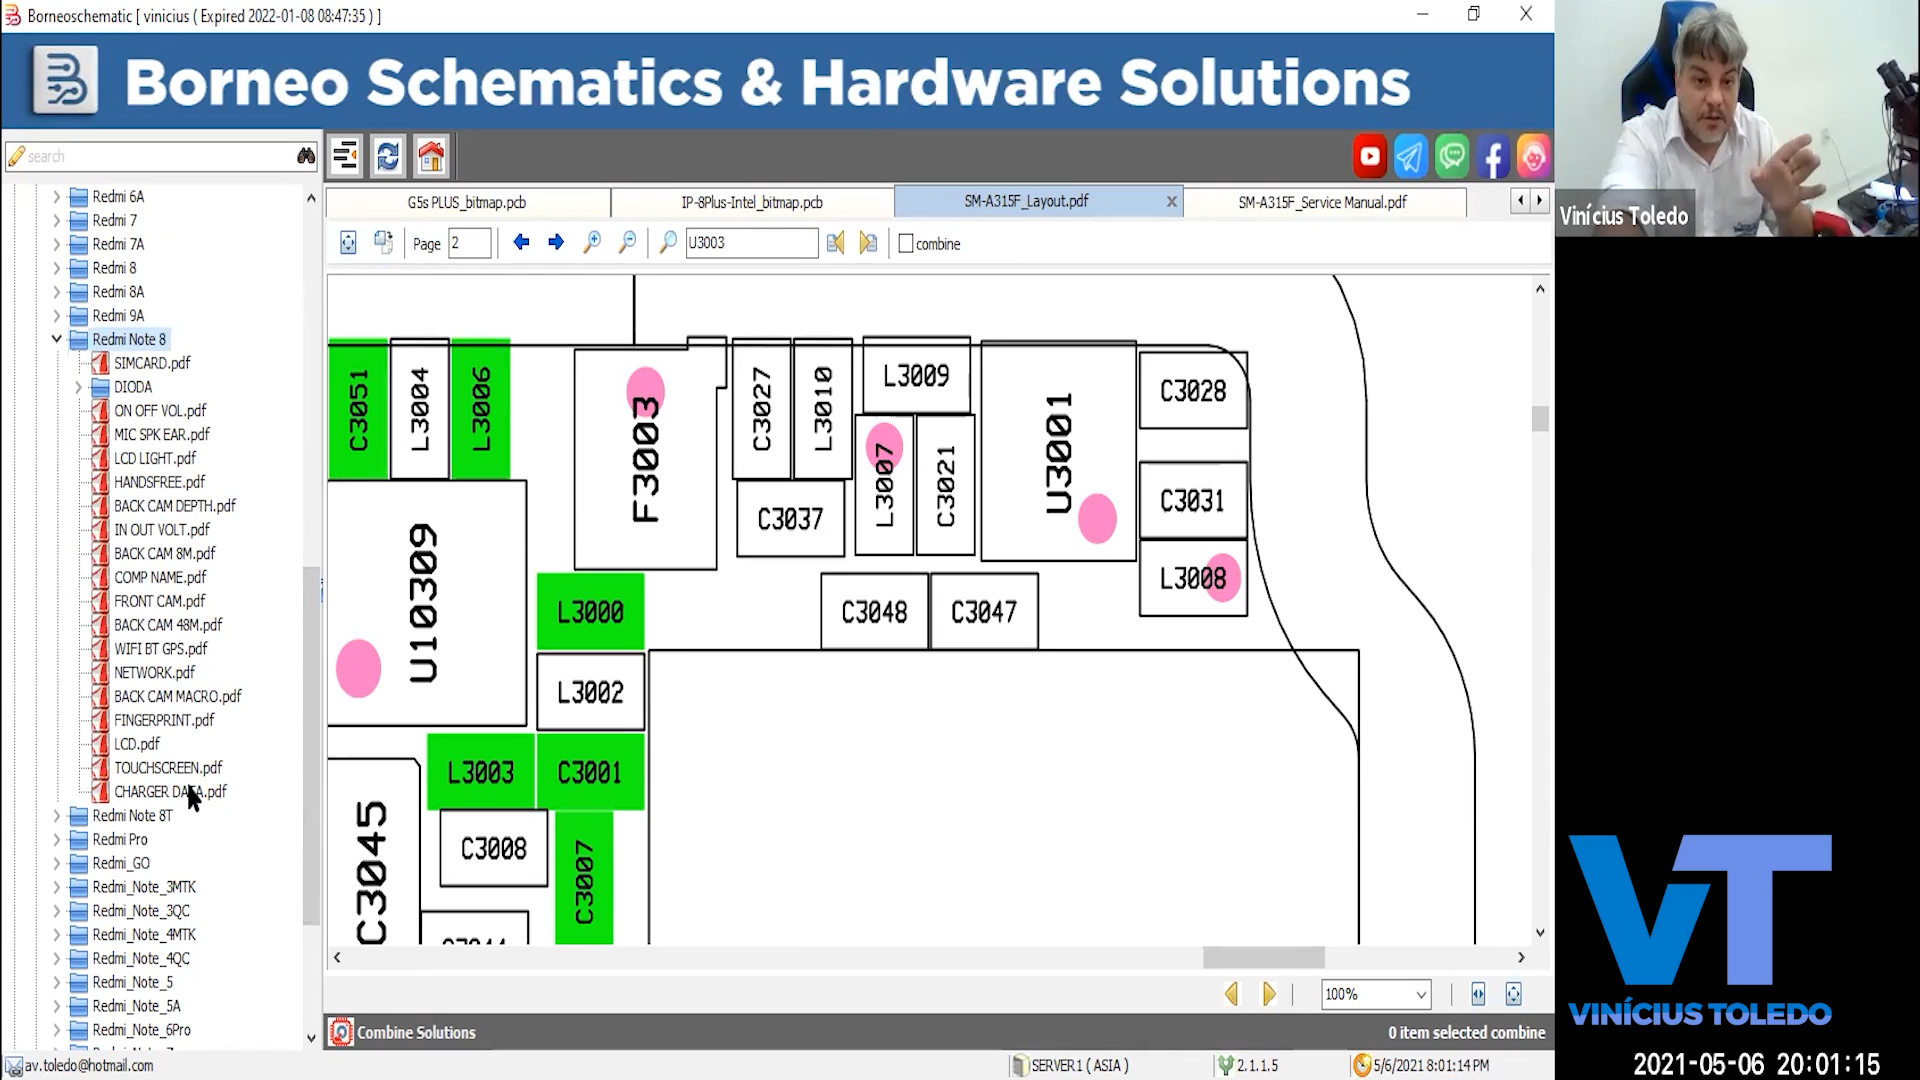 Borneoschematic [ vinicius ( Expired 2022-01-08 08:47:35 ) ]
Borneo Schematics & Hardware Solutions
search
Redmi 6A
Redmi 7
Redmi 7A
Redmi 8
Redmi 8A
Redmi 9A
Redmi Note 8
SIMCARD.pdf
DIODA
ON OFF VOL.pdf
MIC SPK EAR.pdf
LCD LIGHT.pdf
HANDSFREE.pdf
BACK CAM DEPTH.pdf
IN OUT VOLT.pdf
BACK CAM 8M.pdf
COMP NAME.pdf
FRONT CAM.pdf
BACK CAM 48M.pdf
WIFI BT GPS.pdf
NETWORK.pdf
BACK CAM MACRO.pdf
FINGERPRINT.pdf
LCD.pdf
TOUCHSCREEN.pdf
CHARGER DATA.pdf
Redmi Note 8T
Redmi Pro
Redmi_GO
Redmi_Note_3MTK
Redmi_Note_3QC
Redmi_Note_4MTK
Redmi_Note_4QC
Redmi_Note_5
Redmi_Note_5A
Redmi_Note_6Pro
G5s PLUS_bitmap.pcb
IP-8Plus-Intel_bitmap.pcb
SM-A315F_Layout.pdf
SM-A315F_Service Manual.pdf
Page 2
U3003
combine
C3051
L3004
L3006
F3003
C3027
L3010
L3009
L3007
C3021
U3001
C3028
C3031
L3008
C3037
U10309
L3000
C3048
C3047
L3002
L3003
C3001
C3045
C3008
C3007
100%
Combine Solutions
0 item selected combine
av.toledo@hotmail.com
SERVER1 ( ASIA )
2.1.1.5
5/6/2021 8:01:14 PM
Vinícius Toledo
VT
VINÍCIUS TOLEDO
2021-05-06 20:01:15